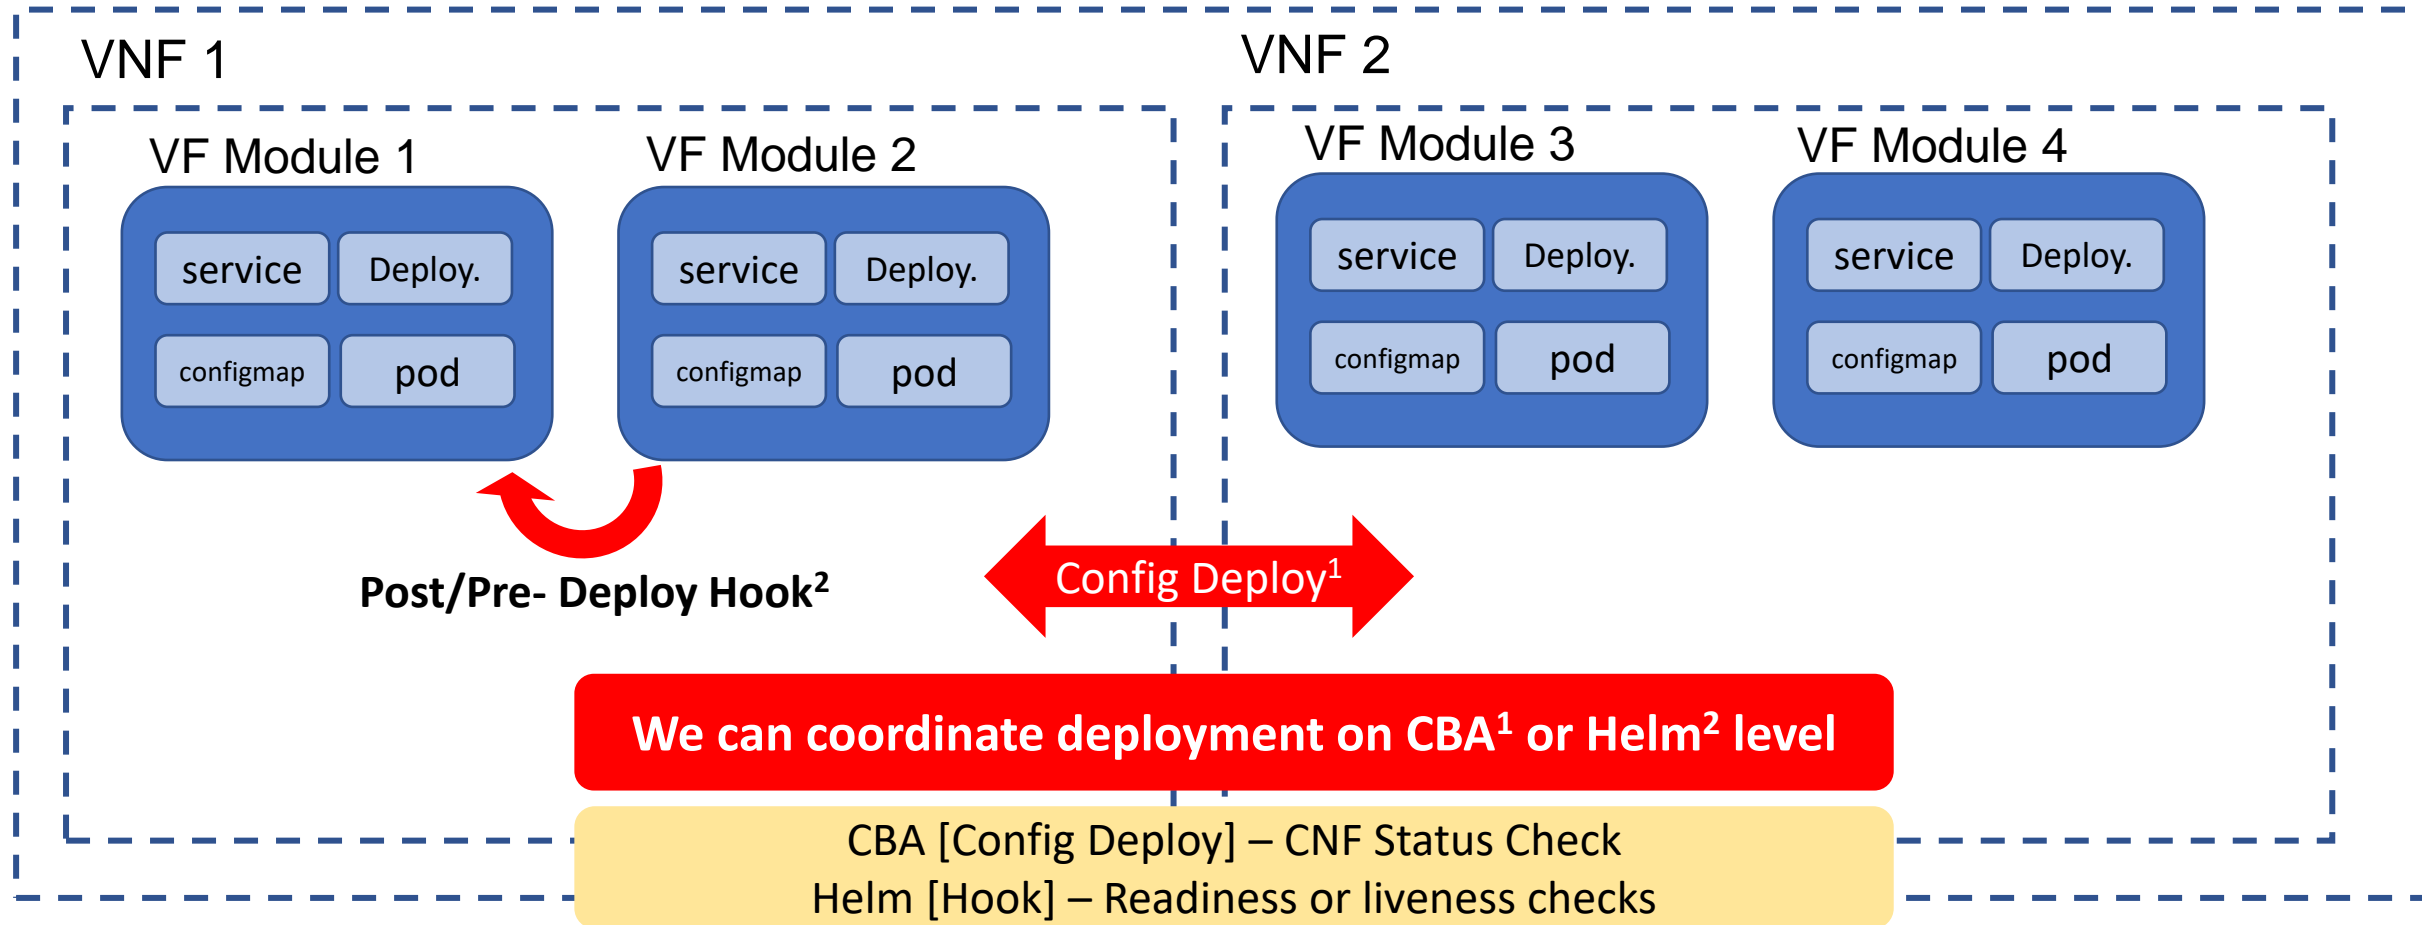 VNF 1
VNF 2
VF Module 1
VF Module 2
VF Module 3
VF Module 4
service
Deploy.
configmap
pod
service
Deploy.
configmap
pod
service
Deploy.
configmap
pod
service
Deploy.
configmap
pod
Post/Pre- Deploy Hook²
Config Deploy¹
We can coordinate deployment on CBA¹ or Helm² level
CBA [Config Deploy] – CNF Status Check
Helm [Hook] – Readiness or liveness checks